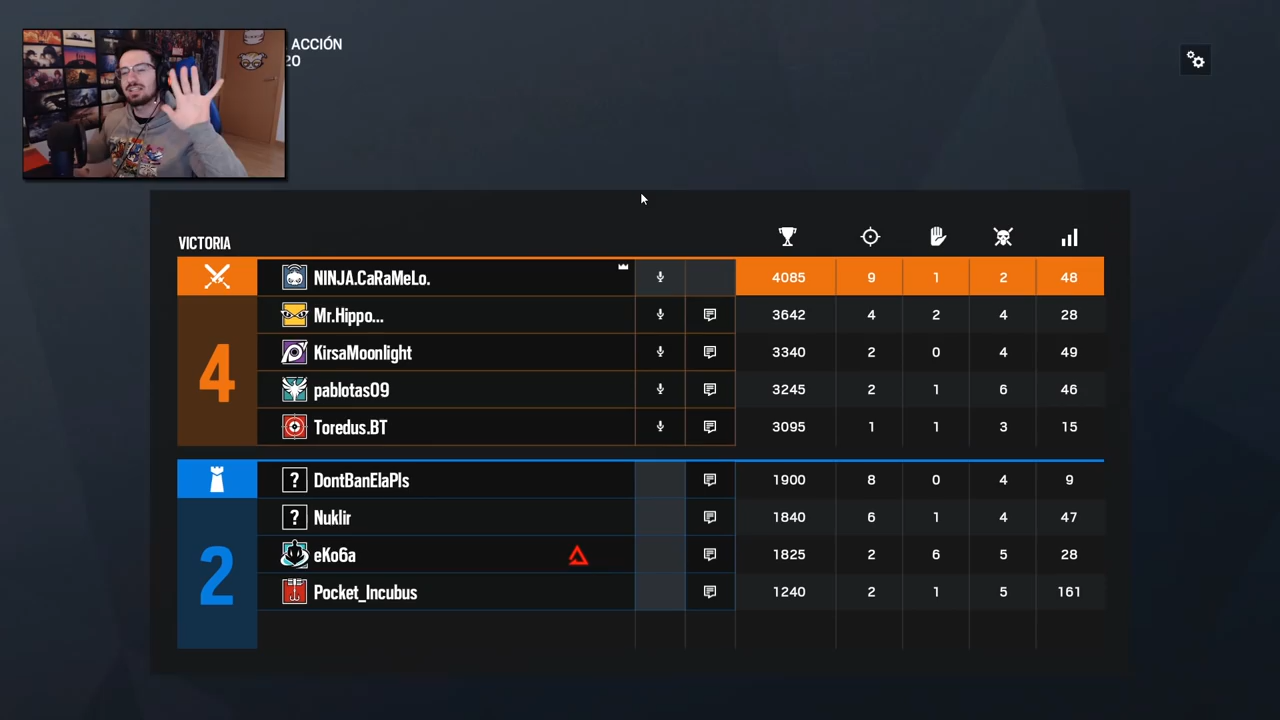 ACCIÓN
20
VICTORIA
NINJA.CaRaMeLo. 4085 9 1 2 48
Mr.Hippo... 3642 4 2 4 28
KirsaMoonlight 3340 2 0 4 49
pablotas09 3245 2 1 6 46
Toredus.BT 3095 1 1 3 15
4
? DontBanElaPls 1900 8 0 4 9
? Nuklir 1840 6 1 4 47
eKo6a 1825 2 6 5 28
Pocket_Incubus 1240 2 1 5 161
2